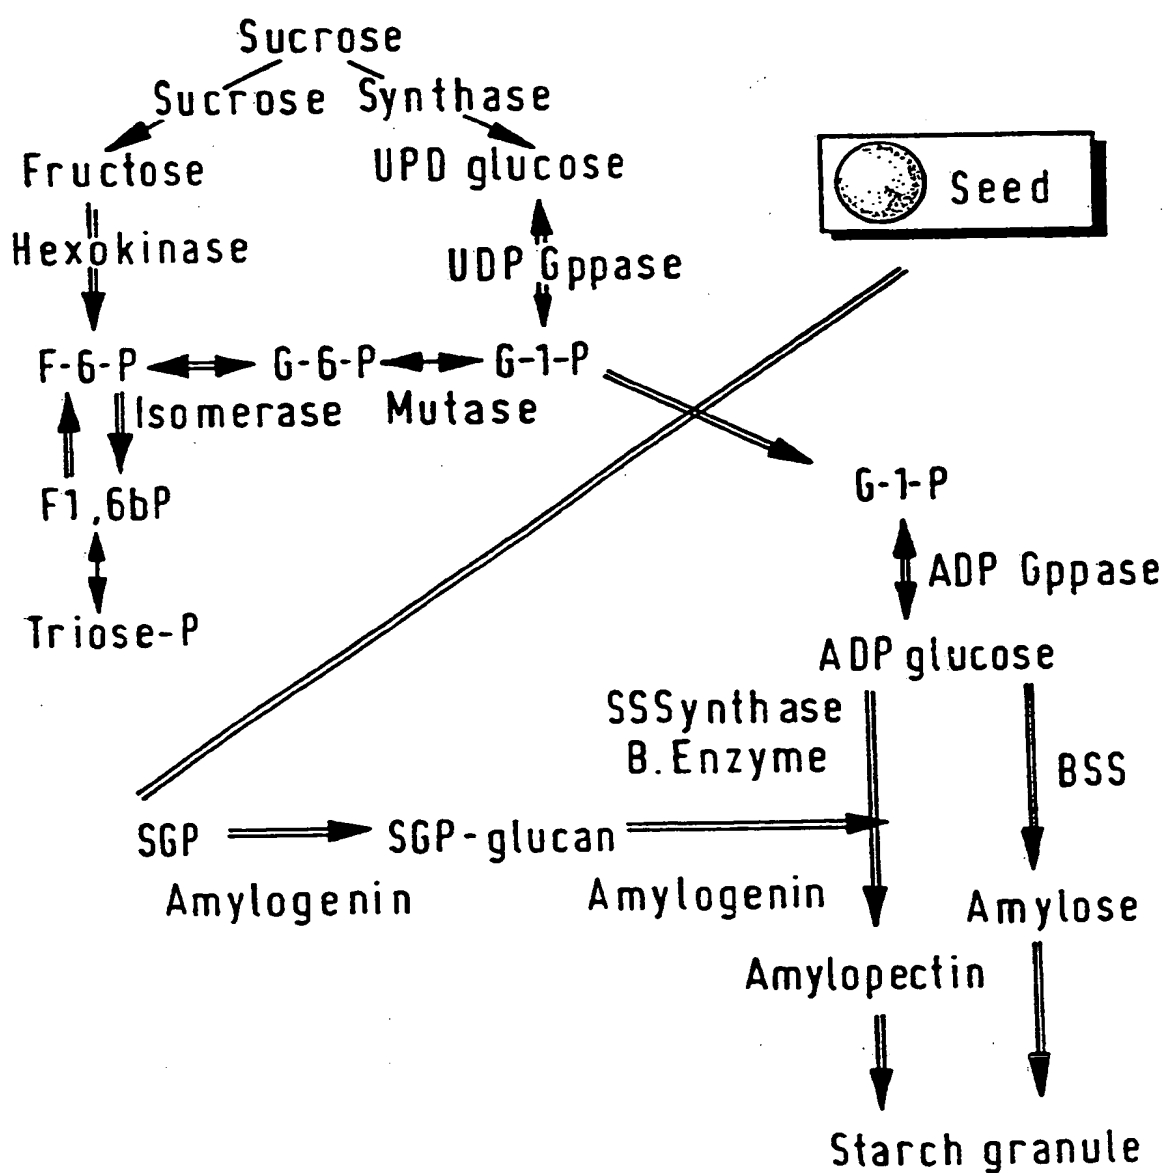 Sucrose
Sucrose Synthase
Fructose
UPD glucose
Seed
Hexokinase
UDP Gppase
F-6-P
G-6-P
G-1-P
Isomerase
Mutase
F1,6bP
G-1-P
ADP Gppase
Triose-P
ADP glucose
SSSynthase
B.Enzyme
BSS
SGP
SGP-glucan
Amylogenin
Amylogenin
Amylose
Amylopectin
Starch granule